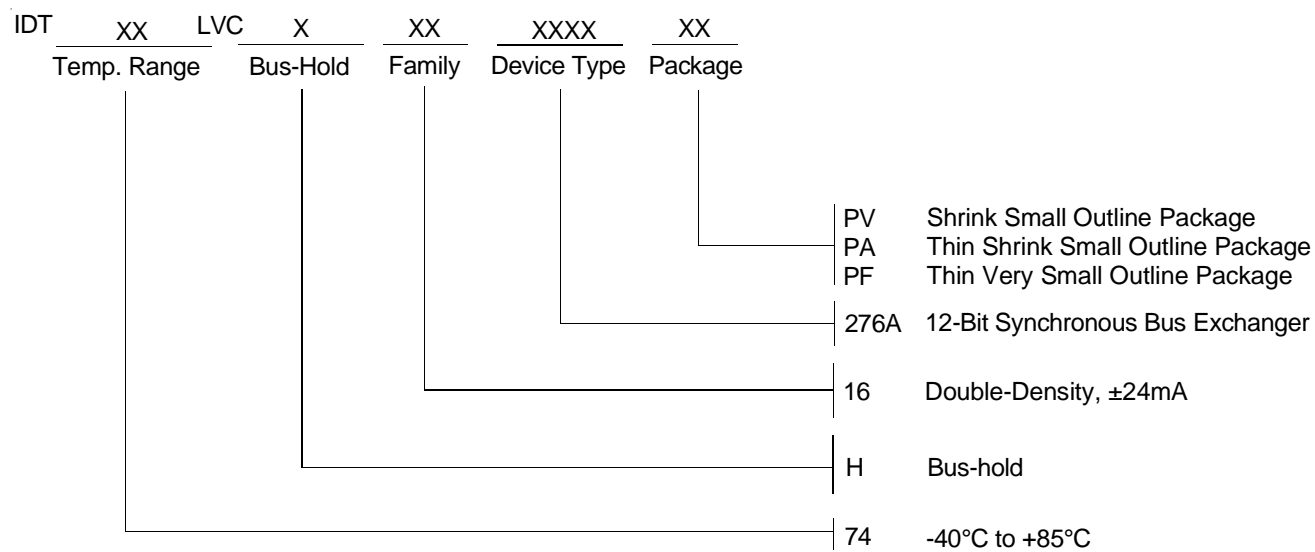 IDT XX LVC X XX XXXX XX
Temp. Range Bus-Hold Family Device Type Package
PV Shrink Small Outline Package
PA Thin Shrink Small Outline Package
PF Thin Very Small Outline Package
276A 12-Bit Synchronous Bus Exchanger
16 Double-Density, ±24mA
H Bus-hold
74 -40°C to +85°C